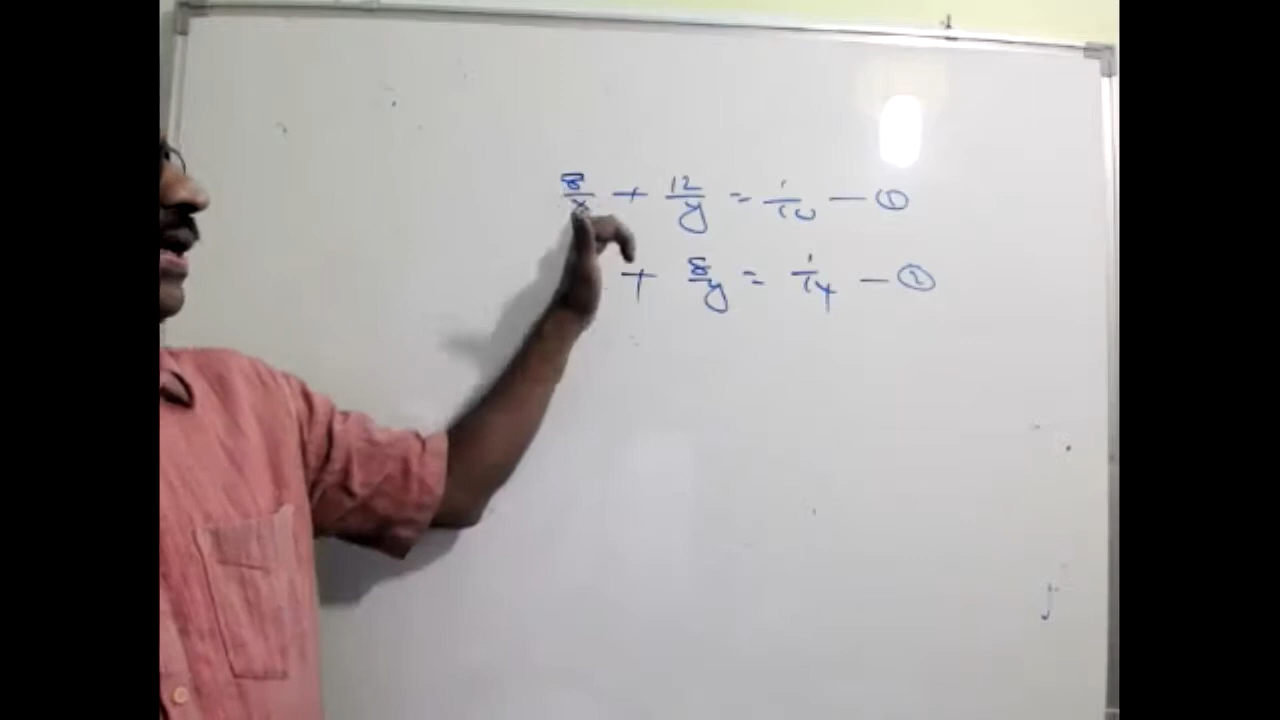 8/x + 12/y = 1/10 — ①
+ 8/y = 1/14 — ②